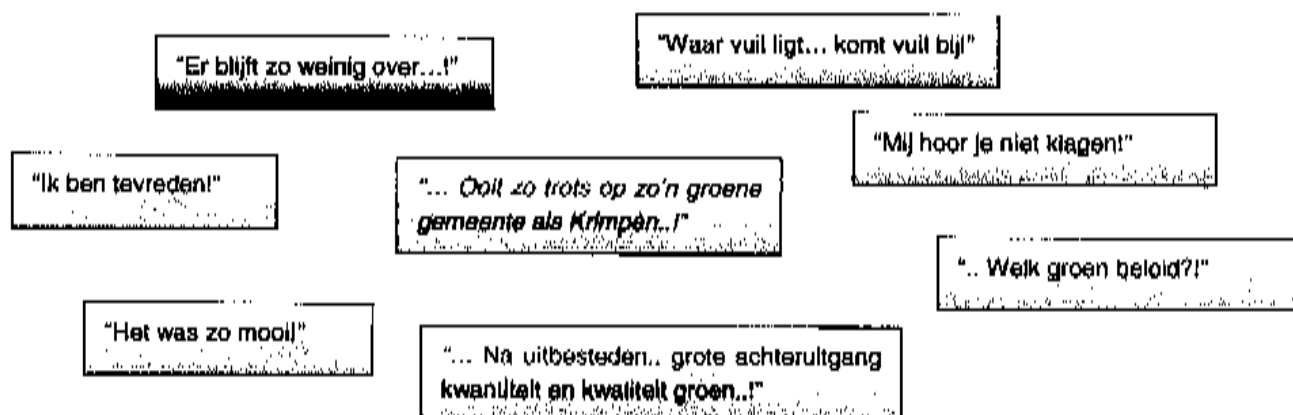 "Waar vuil ligt... komt vuil bij!"
"Er blijft zo weinig over...!"
"Mij hoor je niet klagen!"
"Ik ben tevreden!"
"... Ooit zo trots op zo'n groene
gemeente als Krimpen..!"
".. Welk groen beleid?!"
"Het was zo mooi!"
"... Na uitbesteden.. grote achteruitgang
kwantiteit en kwaliteit groen..!"